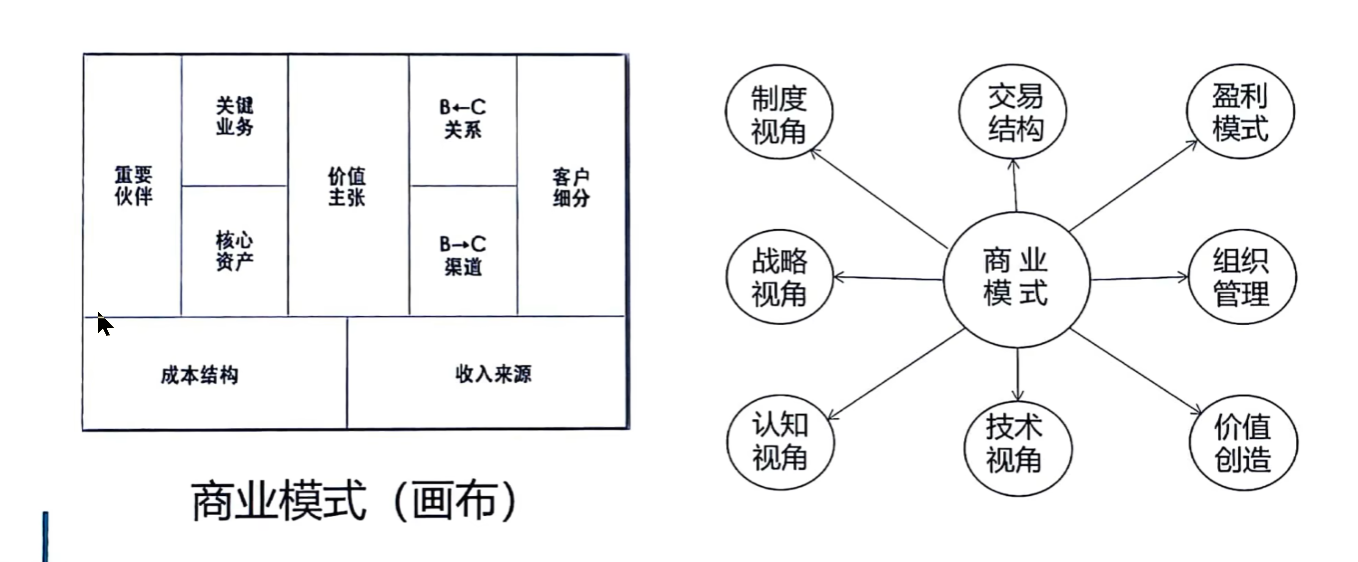 重要
伙伴
关键
业务
核心
资产
价值
主张
B←C
关系
B→C
渠道
客户
细分
成本结构
收入来源
商业模式（画布）
制度
视角
交易
结构
盈利
模式
战略
视角
商业
模式
组织
管理
认知
视角
技术
视角
价值
创造